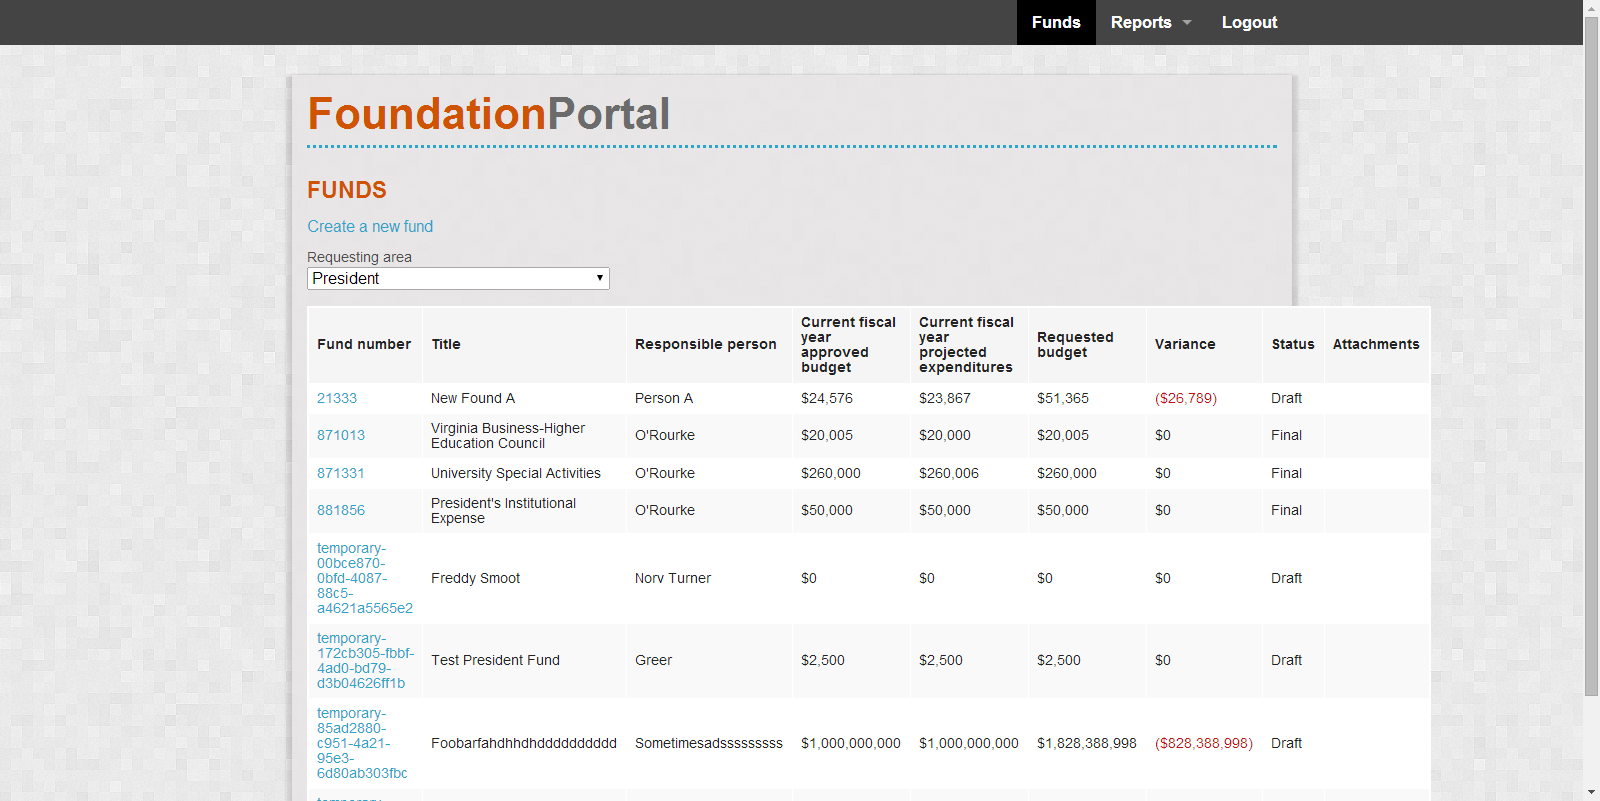 Funds Reports Logout
FoundationPortal
FUNDS
Create a new fund
Requesting area
President
Fund number Title Responsible person Current fiscal year approved budget Current fiscal year projected expenditures Requested budget Variance Status Attachments
21333 New Found A Person A $24,576 $23,867 $51,365 ($26,789) Draft
871013 Virginia Business-Higher Education Council O'Rourke $20,005 $20,000 $20,005 $0 Final
871331 University Special Activities O'Rourke $260,000 $260,006 $260,000 $0 Final
881856 President's Institutional Expense O'Rourke $50,000 $50,000 $50,000 $0 Final
temporary-
00bce870-
0bfd-4087-
88c5-
a4621a5565e2 Freddy Smoot Norv Turner $0 $0 $0 $0 Draft
temporary-
172cb305-fbbf-
4ad0-bd79-
d3b04626ff1b Test President Fund Greer $2,500 $2,500 $2,500 $0 Draft
temporary-
85ad2880-
c951-4a21-
95e3-
6d80ab303fbc Foobarfahdhhdhdddddddddd Sometimesadsssssssss $1,000,000,000 $1,000,000,000 $1,828,388,998 ($828,388,998) Draft
temporary-